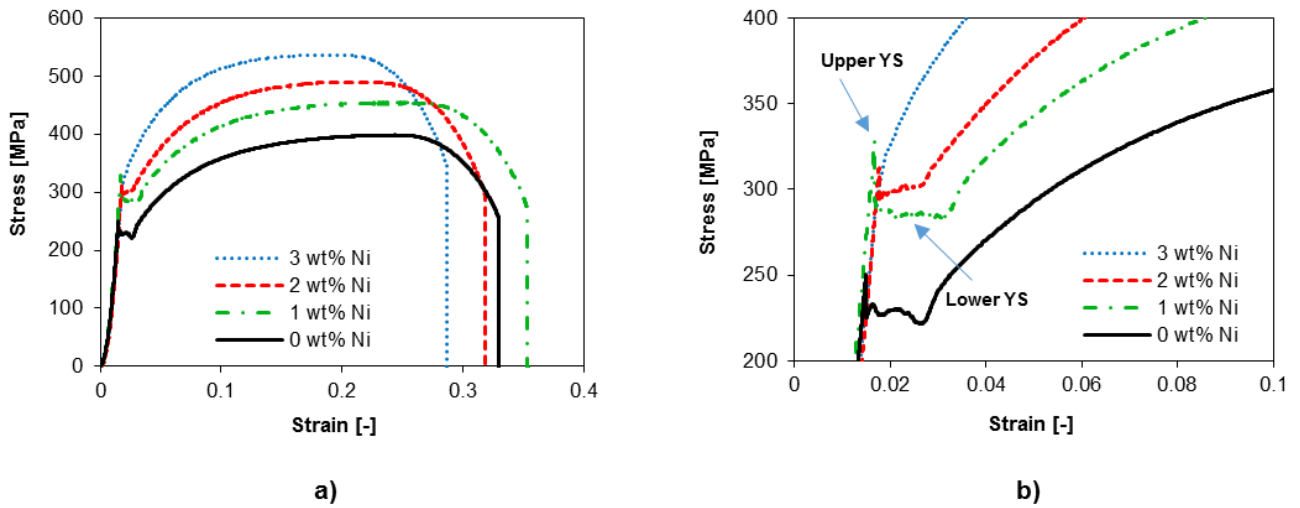 600
500
400
300
200
100
0
Stress [MPa]
0
0.1
0.2
0.3
0.4
Strain [-]
3 wt% Ni
2 wt% Ni
1 wt% Ni
0 wt% Ni
a)
400
350
300
250
200
Stress [MPa]
0
0.02
0.04
0.06
0.08
0.1
Strain [-]
Upper YS
Lower YS
3 wt% Ni
2 wt% Ni
1 wt% Ni
0 wt% Ni
b)